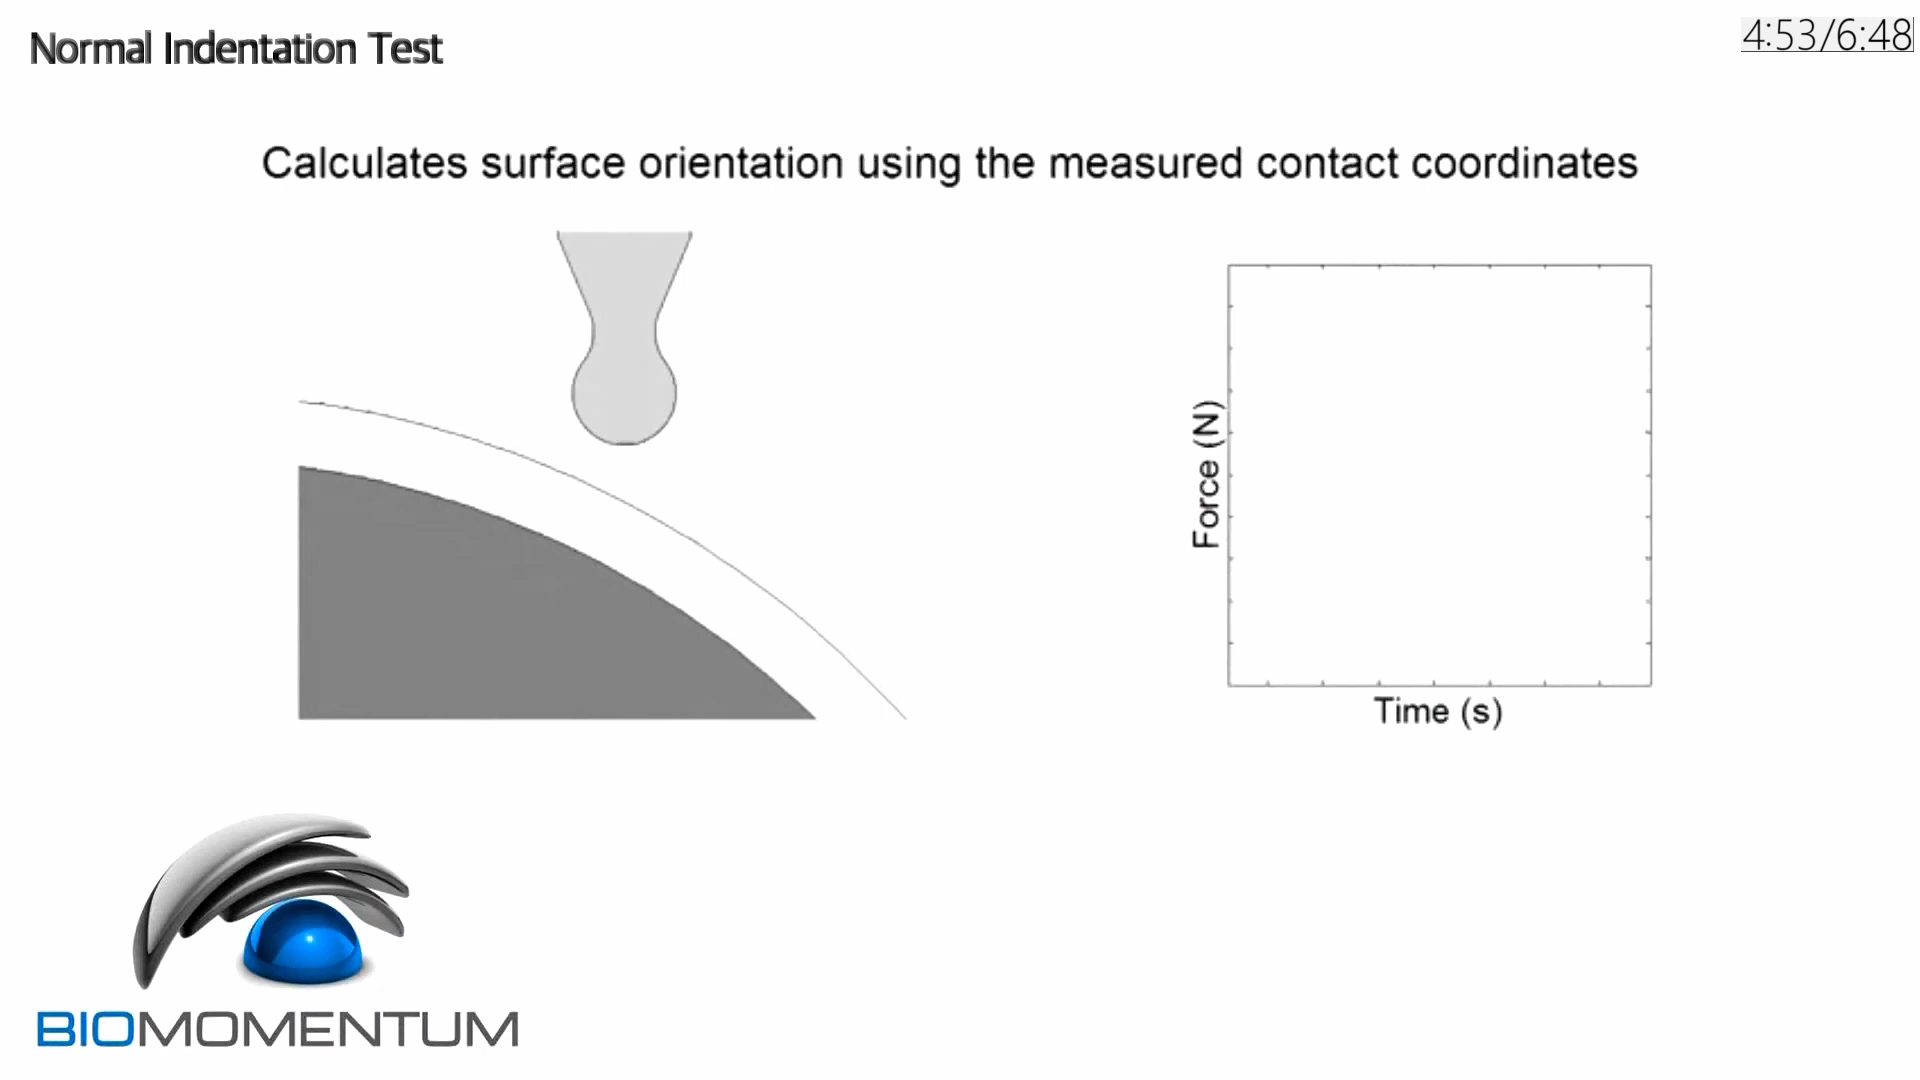 Normal Indentation Test
4:53/6:48
Calculates surface orientation using the measured contact coordinates
Force (N)
Time (s)
BIOMOMENTUM